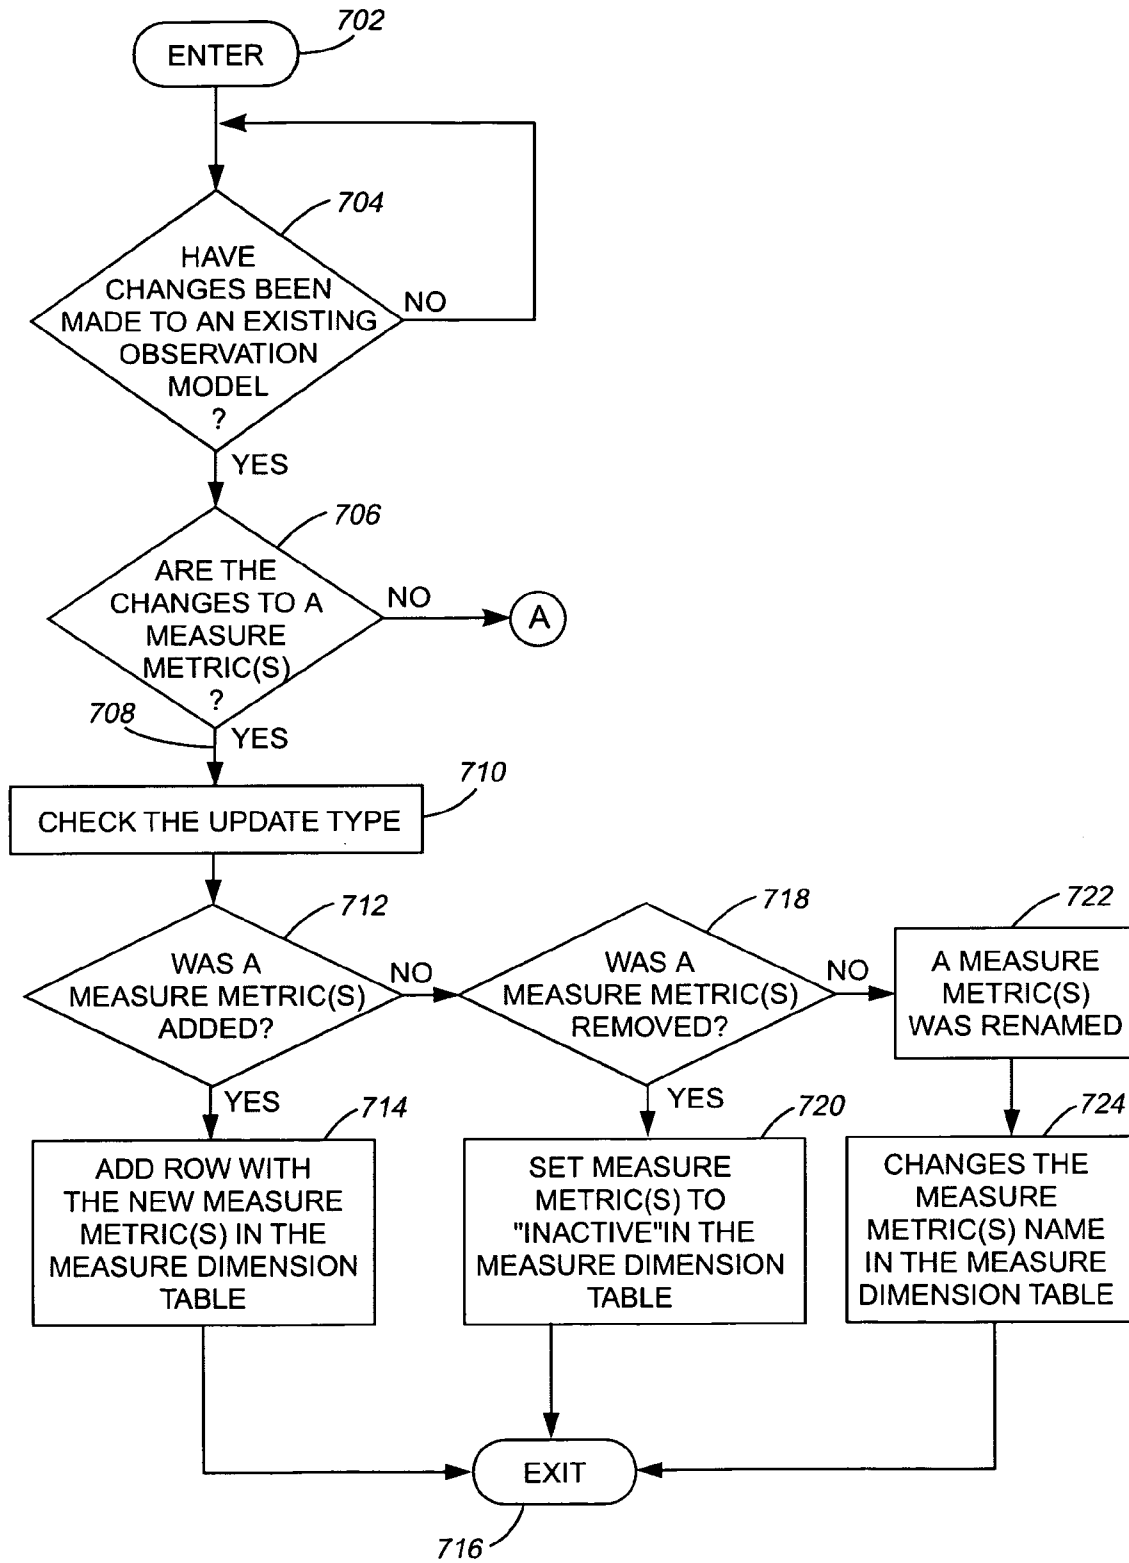 702
ENTER
704
HAVE
CHANGES BEEN
MADE TO AN EXISTING
OBSERVATION
MODEL
?
NO
YES
706
ARE THE
CHANGES TO A
MEASURE
METRIC(S)
?
NO
A
708
YES
710
CHECK THE UPDATE TYPE
712
WAS A
MEASURE METRIC(S)
ADDED?
NO
718
WAS A
MEASURE METRIC(S)
REMOVED?
NO
722
A MEASURE
METRIC(S)
WAS RENAMED
YES
714
ADD ROW WITH
THE NEW MEASURE
METRIC(S) IN THE
MEASURE DIMENSION
TABLE
YES
720
SET MEASURE
METRIC(S) TO
"INACTIVE"IN THE
MEASURE DIMENSION
TABLE
724
CHANGES THE
MEASURE
METRIC(S) NAME
IN THE MEASURE
DIMENSION TABLE
EXIT
716